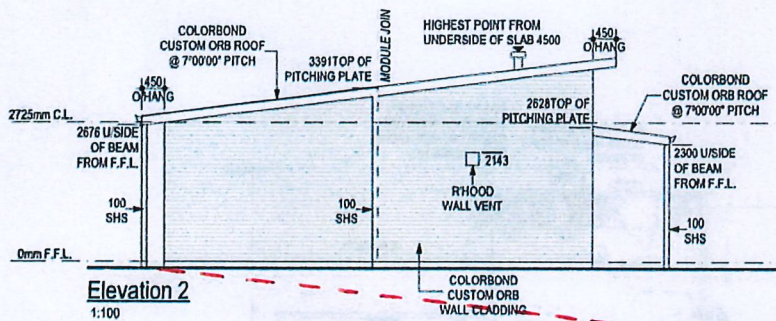 COLORBOND
CUSTOM ORB ROOF
@ 7°00'00" PITCH
450
O'HANG
3391TOP OF
PITCHING PLATE
MODULE JOIN
HIGHEST POINT FROM
UNDERSIDE OF SLAB 4500
450
O'HANG
COLORBOND
CUSTOM ORB ROOF
@ 7°00'00" PITCH
2725mm C.L.
2676 U/SIDE
OF BEAM
FROM F.F.L.
2628TOP OF
PITCHING PLATE
2143
R'HOOD
WALL VENT
2300 U/SIDE
OF BEAM
FROM F.F.L.
100
SHS
100
SHS
100
SHS
0mm F.F.L.
COLORBOND
CUSTOM ORB
WALL CLADDING
Elevation 2
1:100